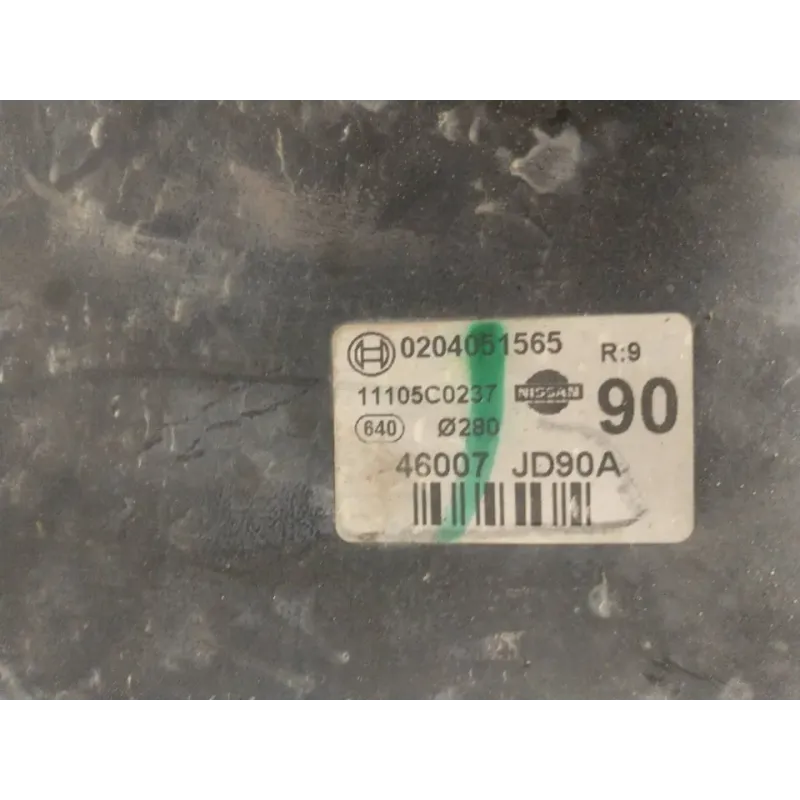 0204051565 R:9
11105C0237 NISSAN 90
640 Ø280
46007 JD90A